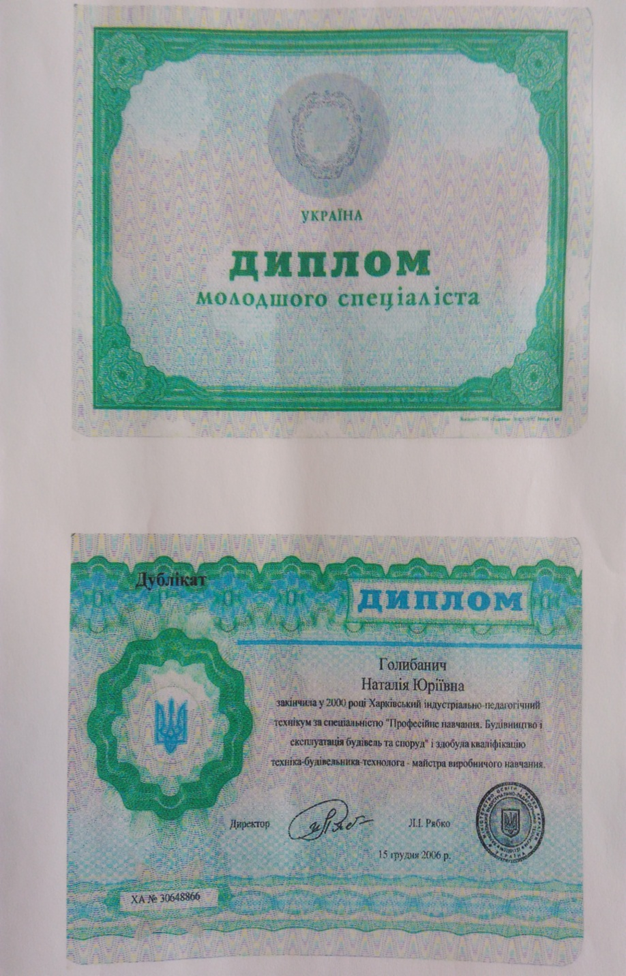 УКРАЇНА
ДИПЛОМ
МОЛОДШОГО СПЕЦІАЛІСТА
Дублікат
ДИПЛОМ
Голибанич
Наталія Юріївна
закінчила у 2000 році Харківський індустріально-педагогічний
технікум за спеціальністю "Професійне навчання. Будівництво і
експлуатація будівель та споруд" і здобула кваліфікацію
техніка-будівельника-технолога - майстра виробничого навчання.
Директор Л.І. Рябко
15 грудня 2006 р.
ХА № 30648866